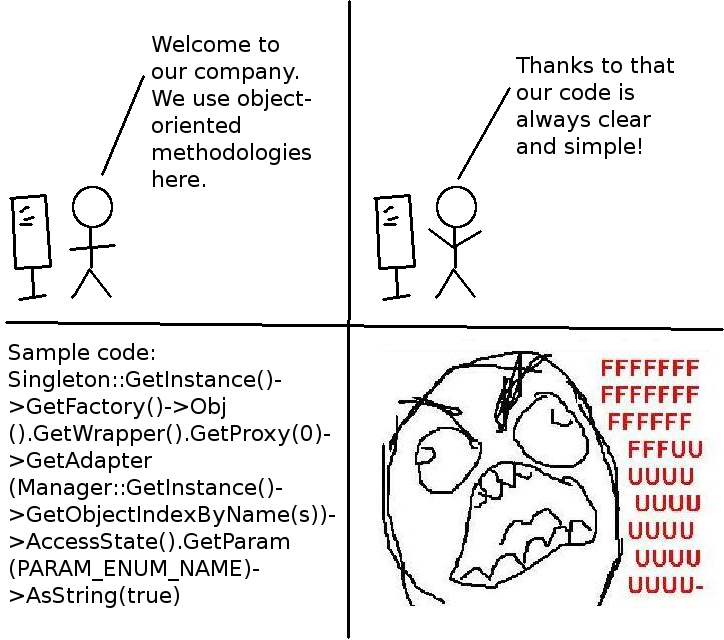 Welcome to
our company.
We use object-
oriented
methodologies
here.
Thanks to that
our code is
always clear
and simple!
Sample code:
Singleton::GetInstance()-
>GetFactory()->Obj
().GetWrapper().GetProxy(0)-
>GetAdapter
(Manager::GetInstance()-
>GetObjectIndexByName(s))-
>AccessState().GetParam
(PARAM_ENUM_NAME)-
>AsString(true)
FFFFFFF
FFFFFFF
FFFFFF
FFFUU
UUUU
UUUU
UUUU
UUUU
UUUU-